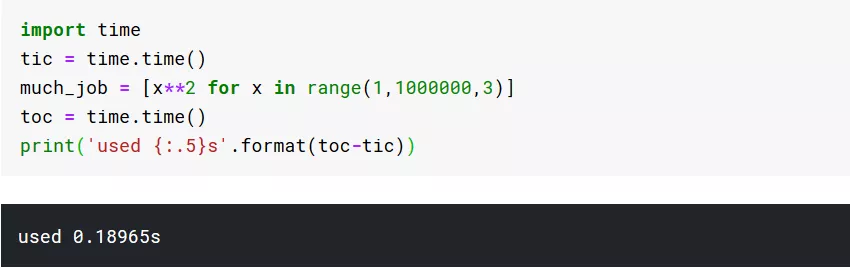 import time
tic = time.time()
much_job = [x**2 for x in range(1,1000000,3)]
toc = time.time()
print('used {:.5}s'.format(toc-tic))
used 0.18965s